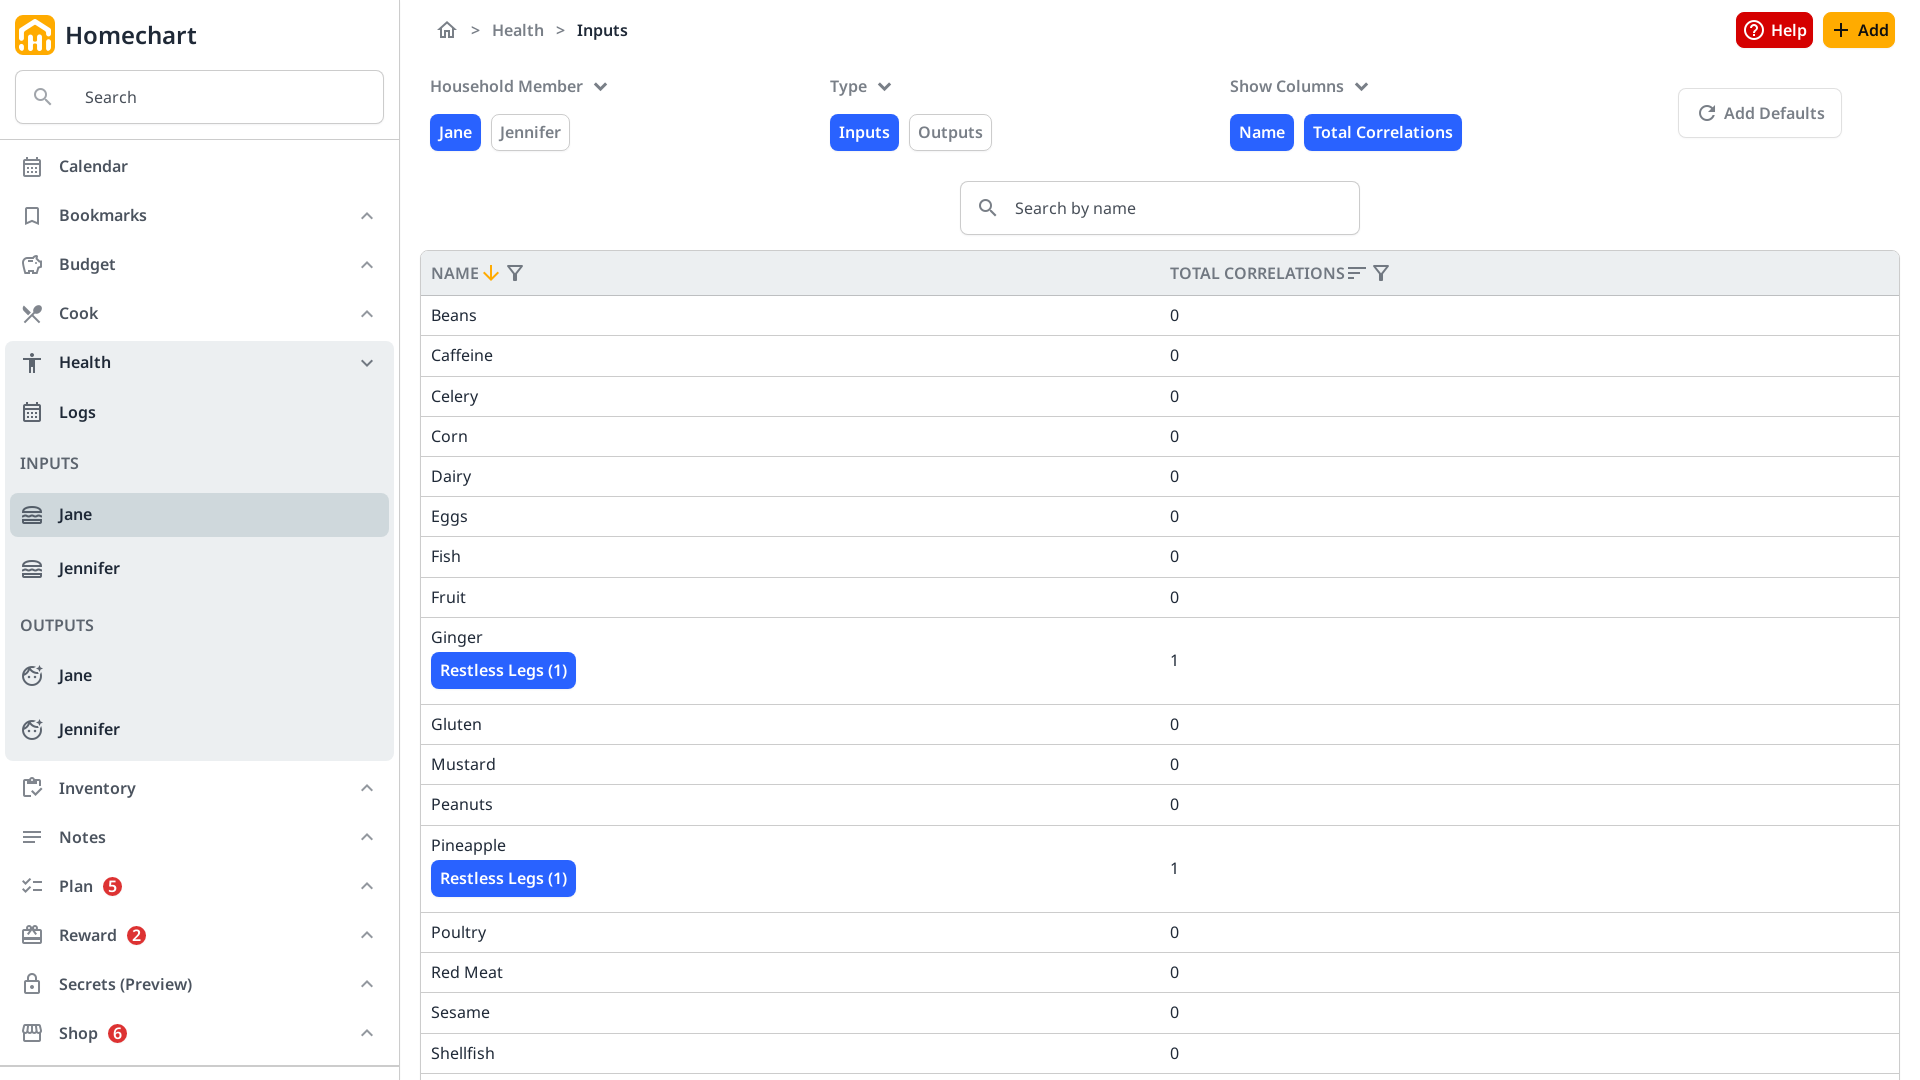 Homechart
Search
Calendar
Bookmarks
Budget
Cook
Health
Logs
INPUTS
Jane
Jennifer
OUTPUTS
Jane
Jennifer
Inventory
Notes
Plan 5
Reward 2
Secrets (Preview)
Shop 6
> Health > Inputs
Help
Add
Household Member
Jane Jennifer
Type
Inputs Outputs
Show Columns
Name Total Correlations
Add Defaults
Search by name
NAME TOTAL CORRELATIONS
Beans 0
Caffeine 0
Celery 0
Corn 0
Dairy 0
Eggs 0
Fish 0
Fruit 0
Ginger
Restless Legs (1)
1
Gluten 0
Mustard 0
Peanuts 0
Pineapple
Restless Legs (1)
1
Poultry 0
Red Meat 0
Sesame 0
Shellfish 0